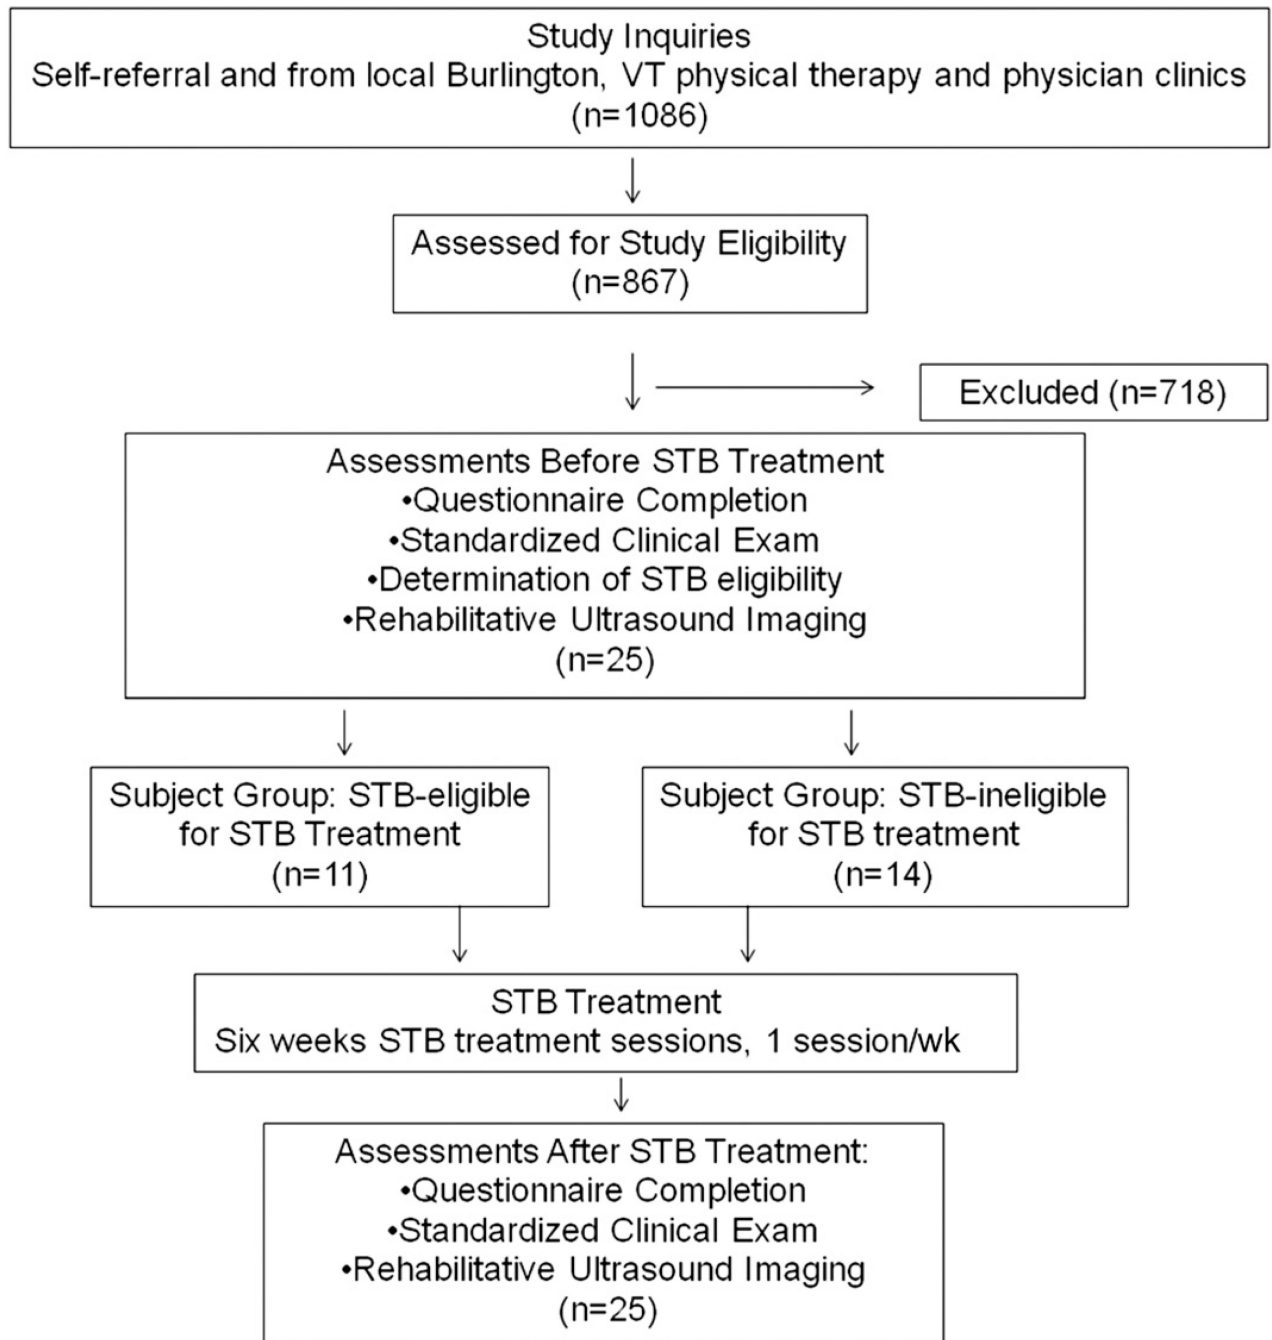 Study Inquiries
Self-referral and from local Burlington, VT physical therapy and physician clinics
(n=1086)
Assessed for Study Eligibility
(n=867)
Excluded (n=718)
Assessments Before STB Treatment
•Questionnaire Completion
•Standardized Clinical Exam
•Determination of STB eligibility
•Rehabilitative Ultrasound Imaging
(n=25)
Subject Group: STB-eligible
for STB Treatment
(n=11)
Subject Group: STB-ineligible
for STB treatment
(n=14)
STB Treatment
Six weeks STB treatment sessions, 1 session/wk
Assessments After STB Treatment:
•Questionnaire Completion
•Standardized Clinical Exam
•Rehabilitative Ultrasound Imaging
(n=25)